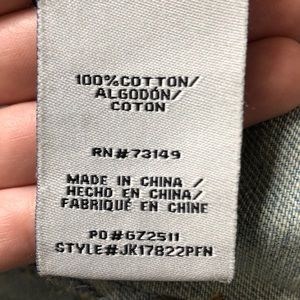 100%COTTON/
ALGODÓN/
COTON
RN#73149
MADE IN CHINA /
HECHO EN CHINA/
FABRIQUÉ EN CHINE
PO#GZ2511
STYLE#JK17822PFN